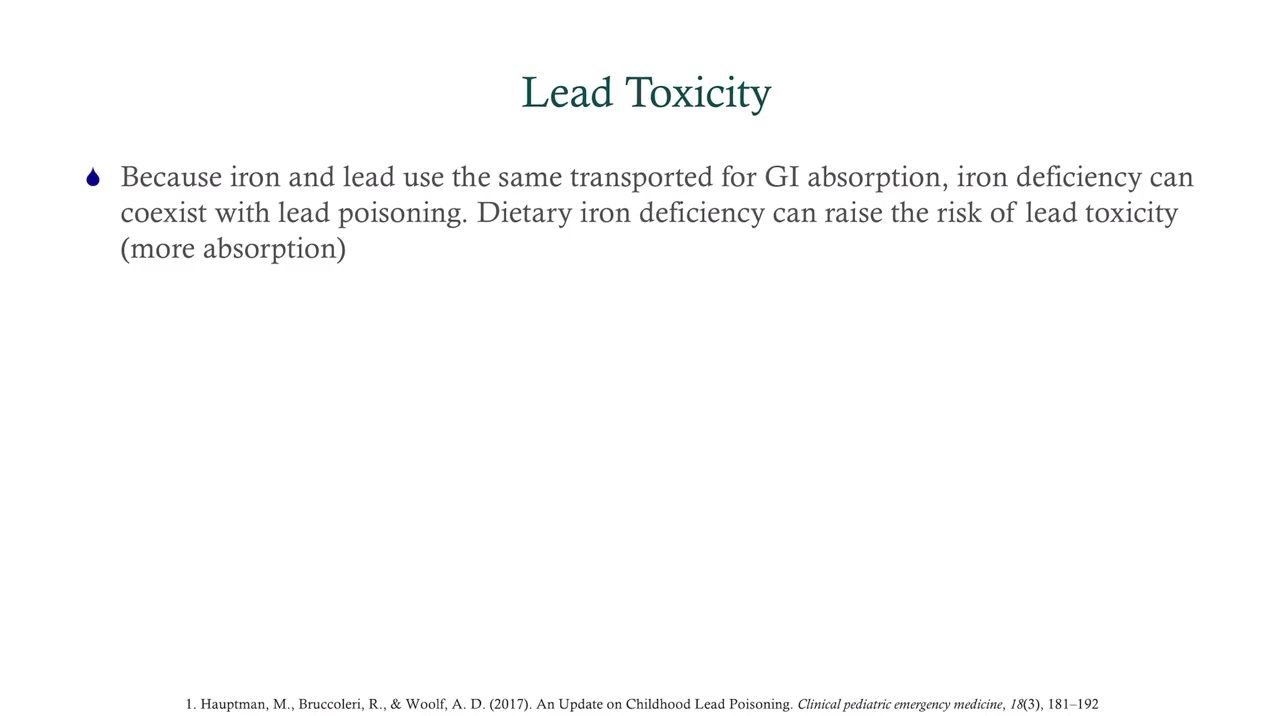 Lead Toxicity
Because iron and lead use the same transported for GI absorption, iron deficiency can
coexist with lead poisoning. Dietary iron deficiency can raise the risk of lead toxicity
(more absorption)
1. Hauptman, M., Bruccoleri, R., & Woolf, A. D. (2017). An Update on Childhood Lead Poisoning. Clinical pediatric emergency medicine, 18(3), 181–192